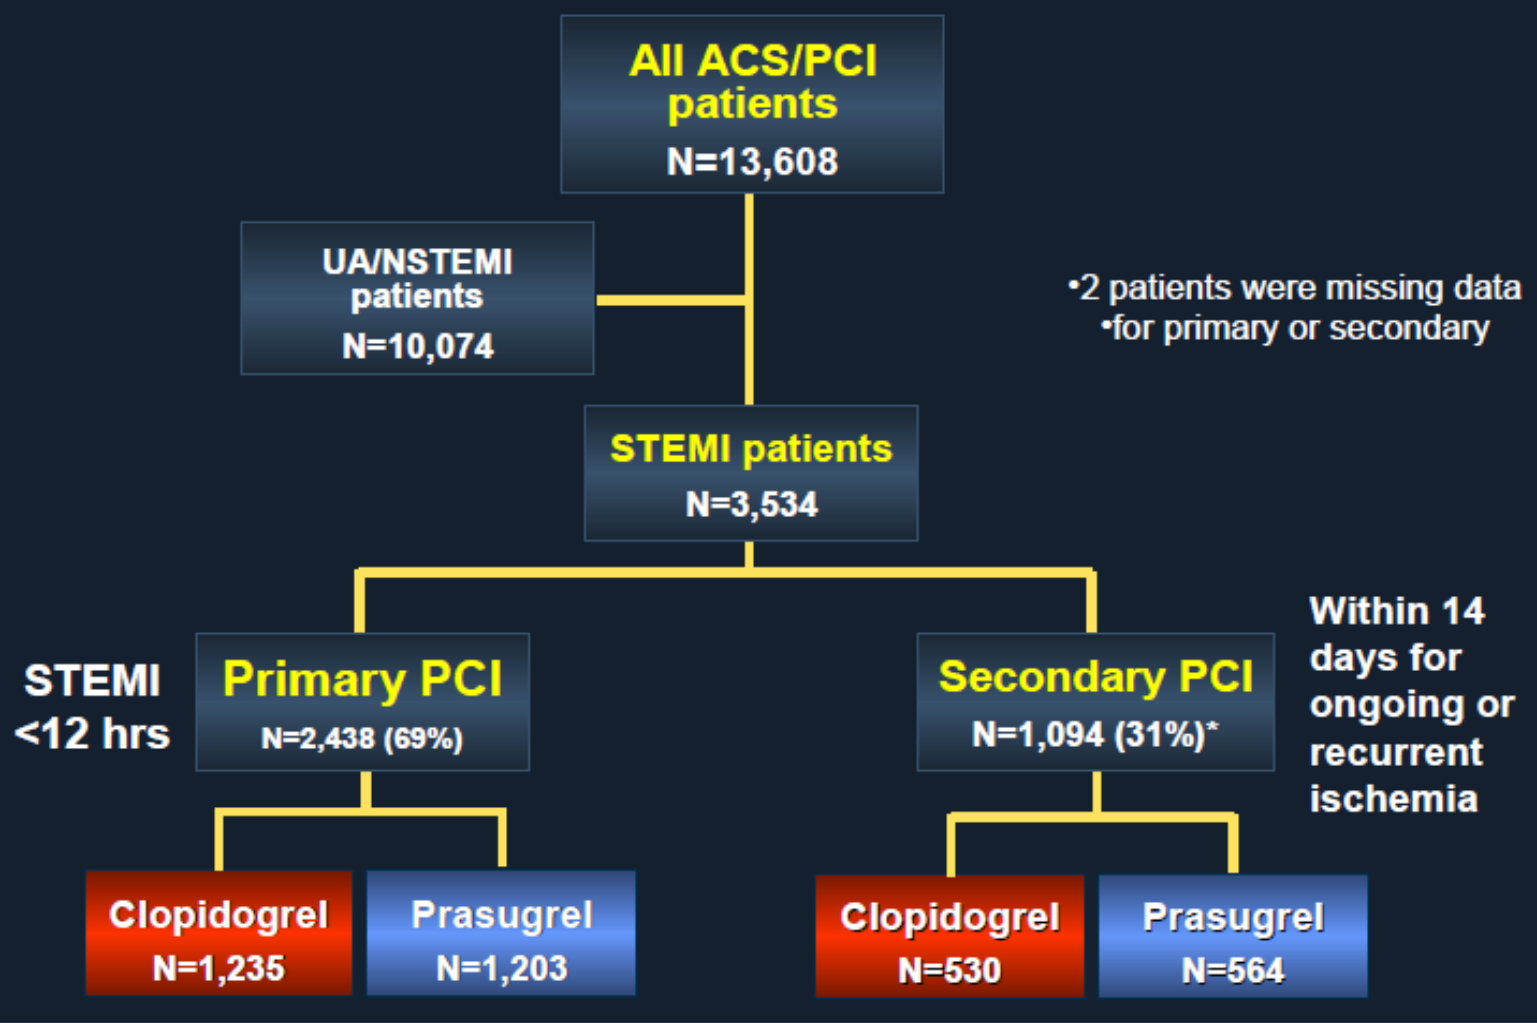 All ACS/PCI
patients
N=13,608
UA/NSTEMI
patients
N=10,074
•2 patients were missing data
•for primary or secondary
STEMI patients
N=3,534
STEMI
<12 hrs
Primary PCI
N=2,438 (69%)
Secondary PCI
N=1,094 (31%)*
Within 14
days for
ongoing or
recurrent
ischemia
Clopidogrel
N=1,235
Prasugrel
N=1,203
Clopidogrel
N=530
Prasugrel
N=564